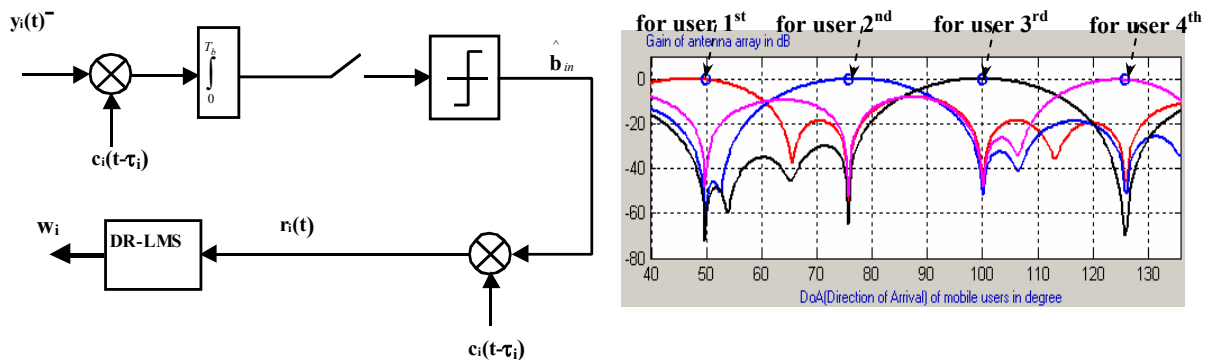 yᵢ(t)⁻
T_b
∫
0
^
b_in
cᵢ(t-τᵢ)
wᵢ
DR-LMS
rᵢ(t)
cᵢ(t-τᵢ)
for user 1st for user 2nd for user 3rd for user 4th
Gain of antenna array in dB
0
-20
-40
-60
-80
40 50 60 70 80 90 100 110 120 130
DoA(Direction of Arrival) of mobile users in degree